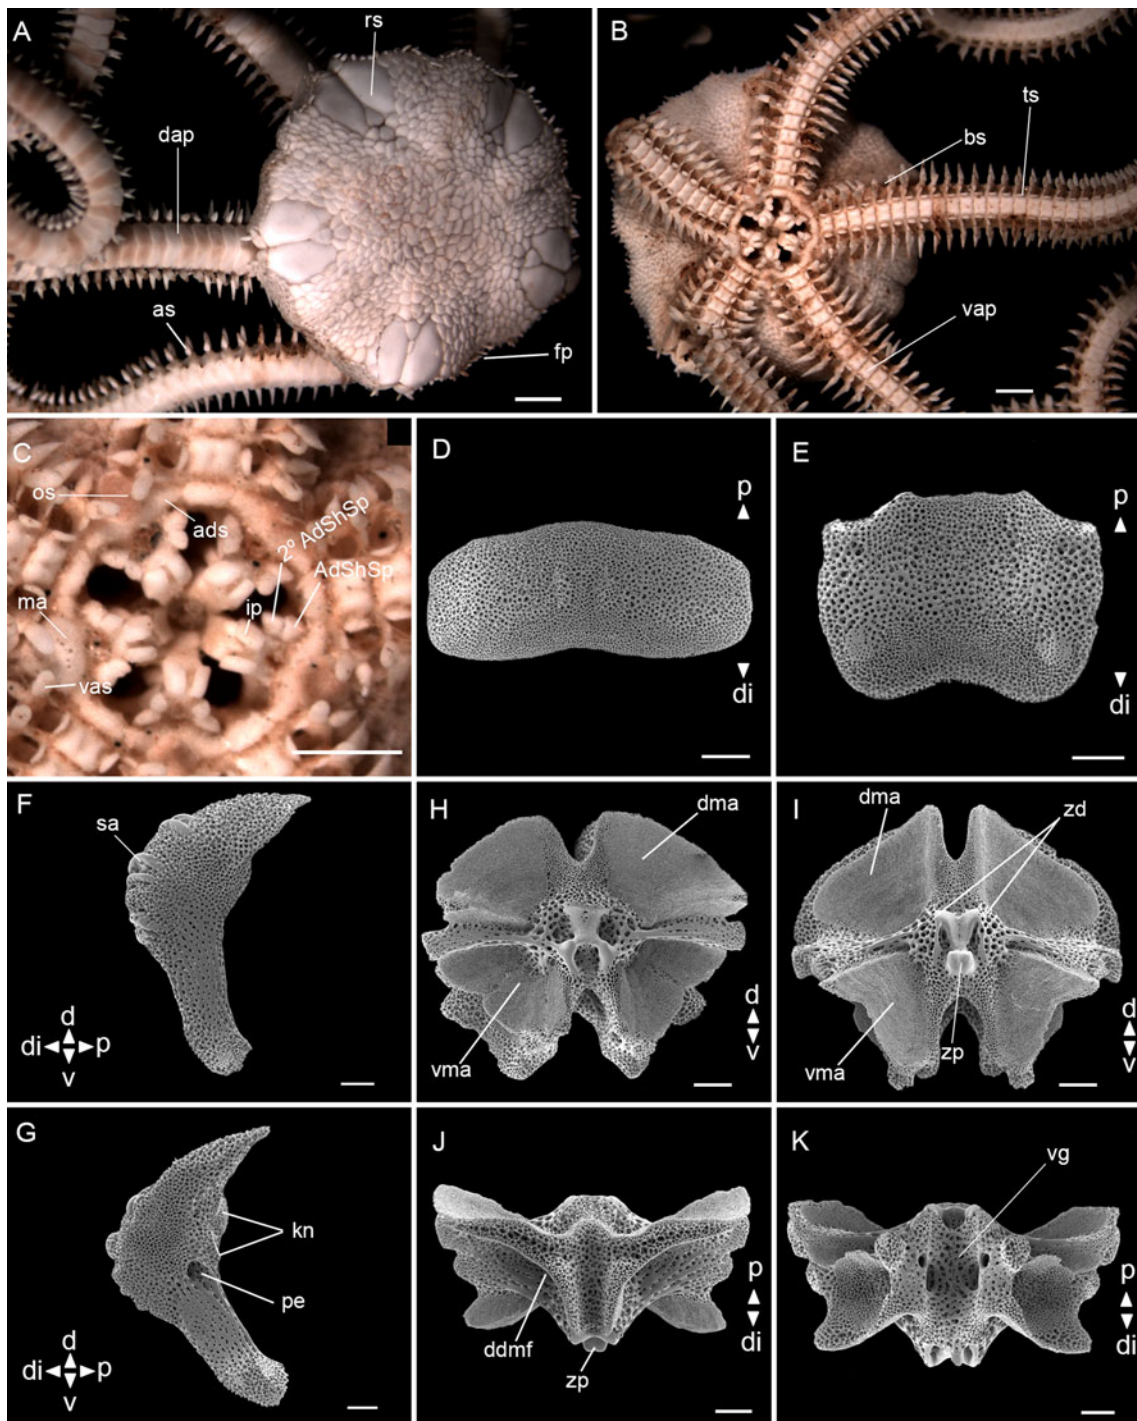 A
rs
dap
as
fp
B
ts
bs
vap
C
os
ads
2º AdShSp
AdShSp
ma
ip
vas
D
p
di
E
p
di
F
sa
d
di p
v
H
dma
vma
d
v
I
dma
zd
vma
zp
d
v
G
kn
pe
d
di p
v
J
ddmf
zp
p
di
K
vg
p
di